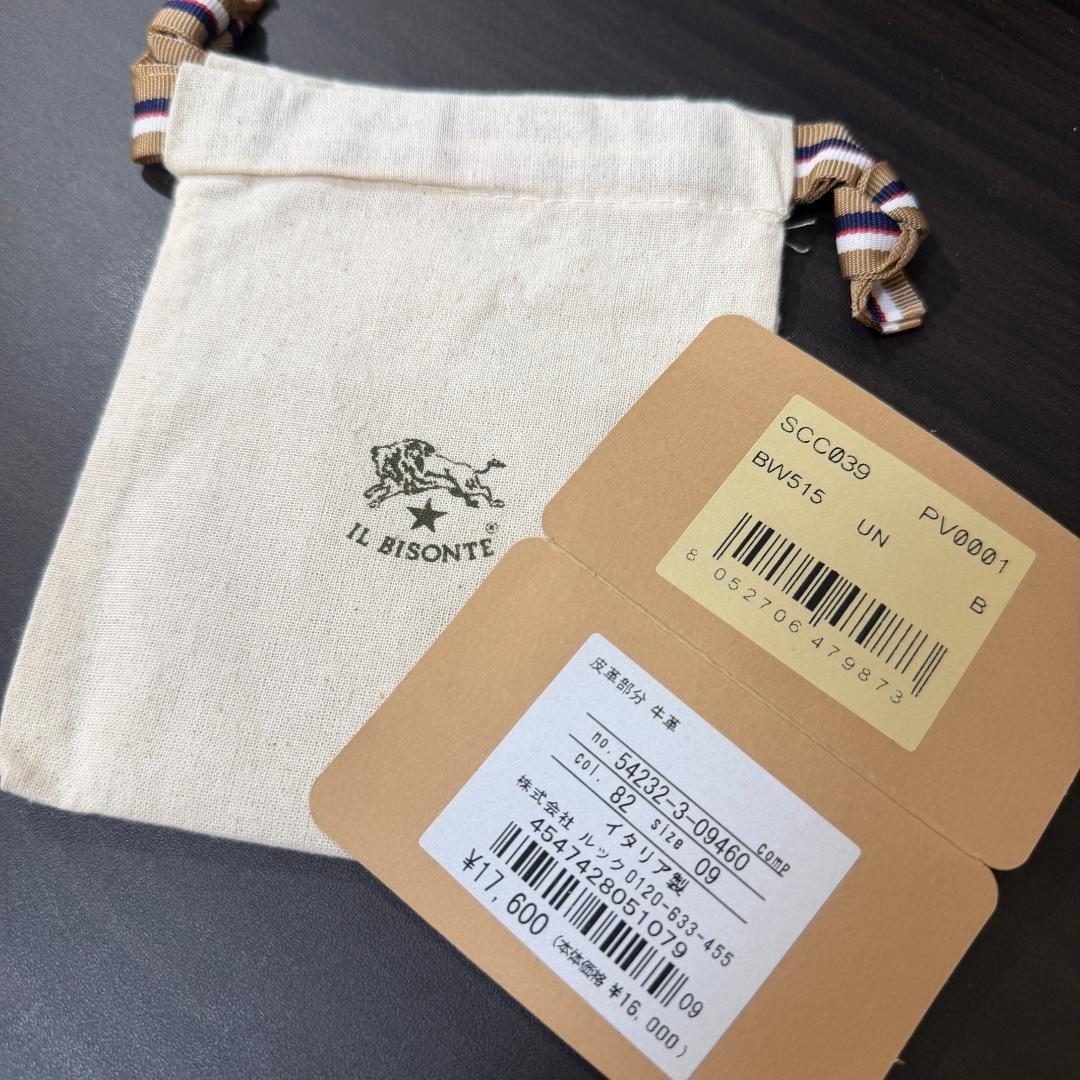 IL BISONTE®
SCC039 PV0001
BW515 UN B
8 052706 479873
皮革部分 牛革
no. 54232-3-09460 comp
col. 82 size 09
イタリア製
株式会社 ルック 0120-633-455
4547428051079
09
¥17,600 (本体価格 ¥16,000)